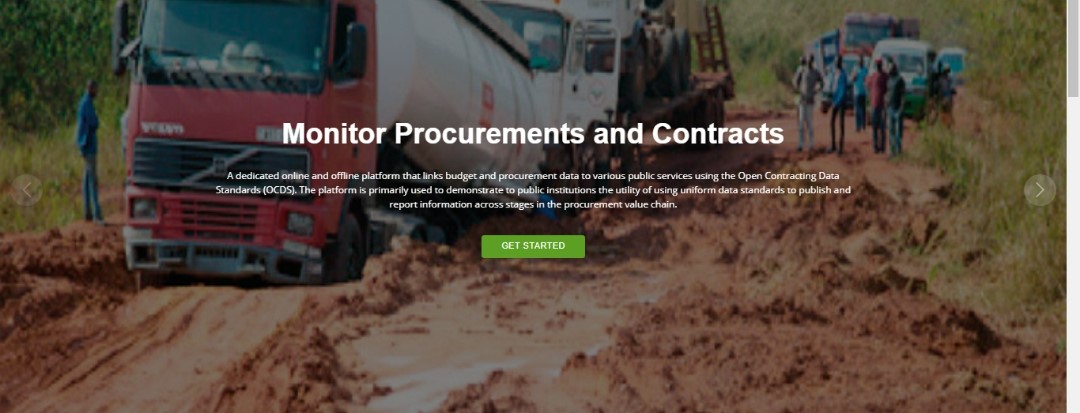 Monitor Procurements and Contracts
A dedicated online and offline platform that links budget and procurement data to various public services using the Open Contracting Data
Standards (OCDS). The platform is primarily used to demonstrate to public institutions the utility of using uniform data standards to publish and
report information across stages in the procurement value chain.
GET STARTED
VOLVO